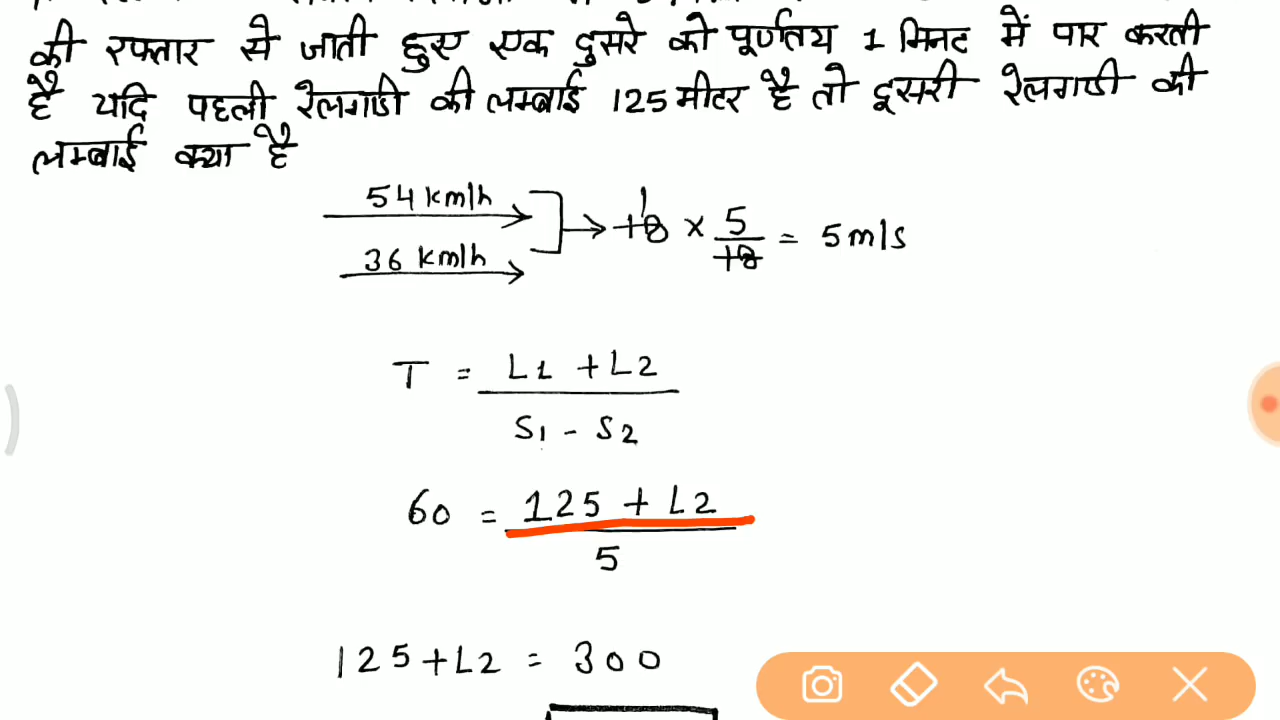 की रफ्तार से जाती हुए एक दुसरे को पूर्णतय 1 मिनट में पार करती
है यदि पहली रेलगाडी की लम्बाई 125 मीटर है तो दूसरी रेलगाडी की
लम्बाई क्या है
54 km/h
36 km/h
18 × 5/18 = 5 m/s
1
T = L1 + L2 / S1 - S2
60 = 125 + L2 / 5
125 + L2 = 300